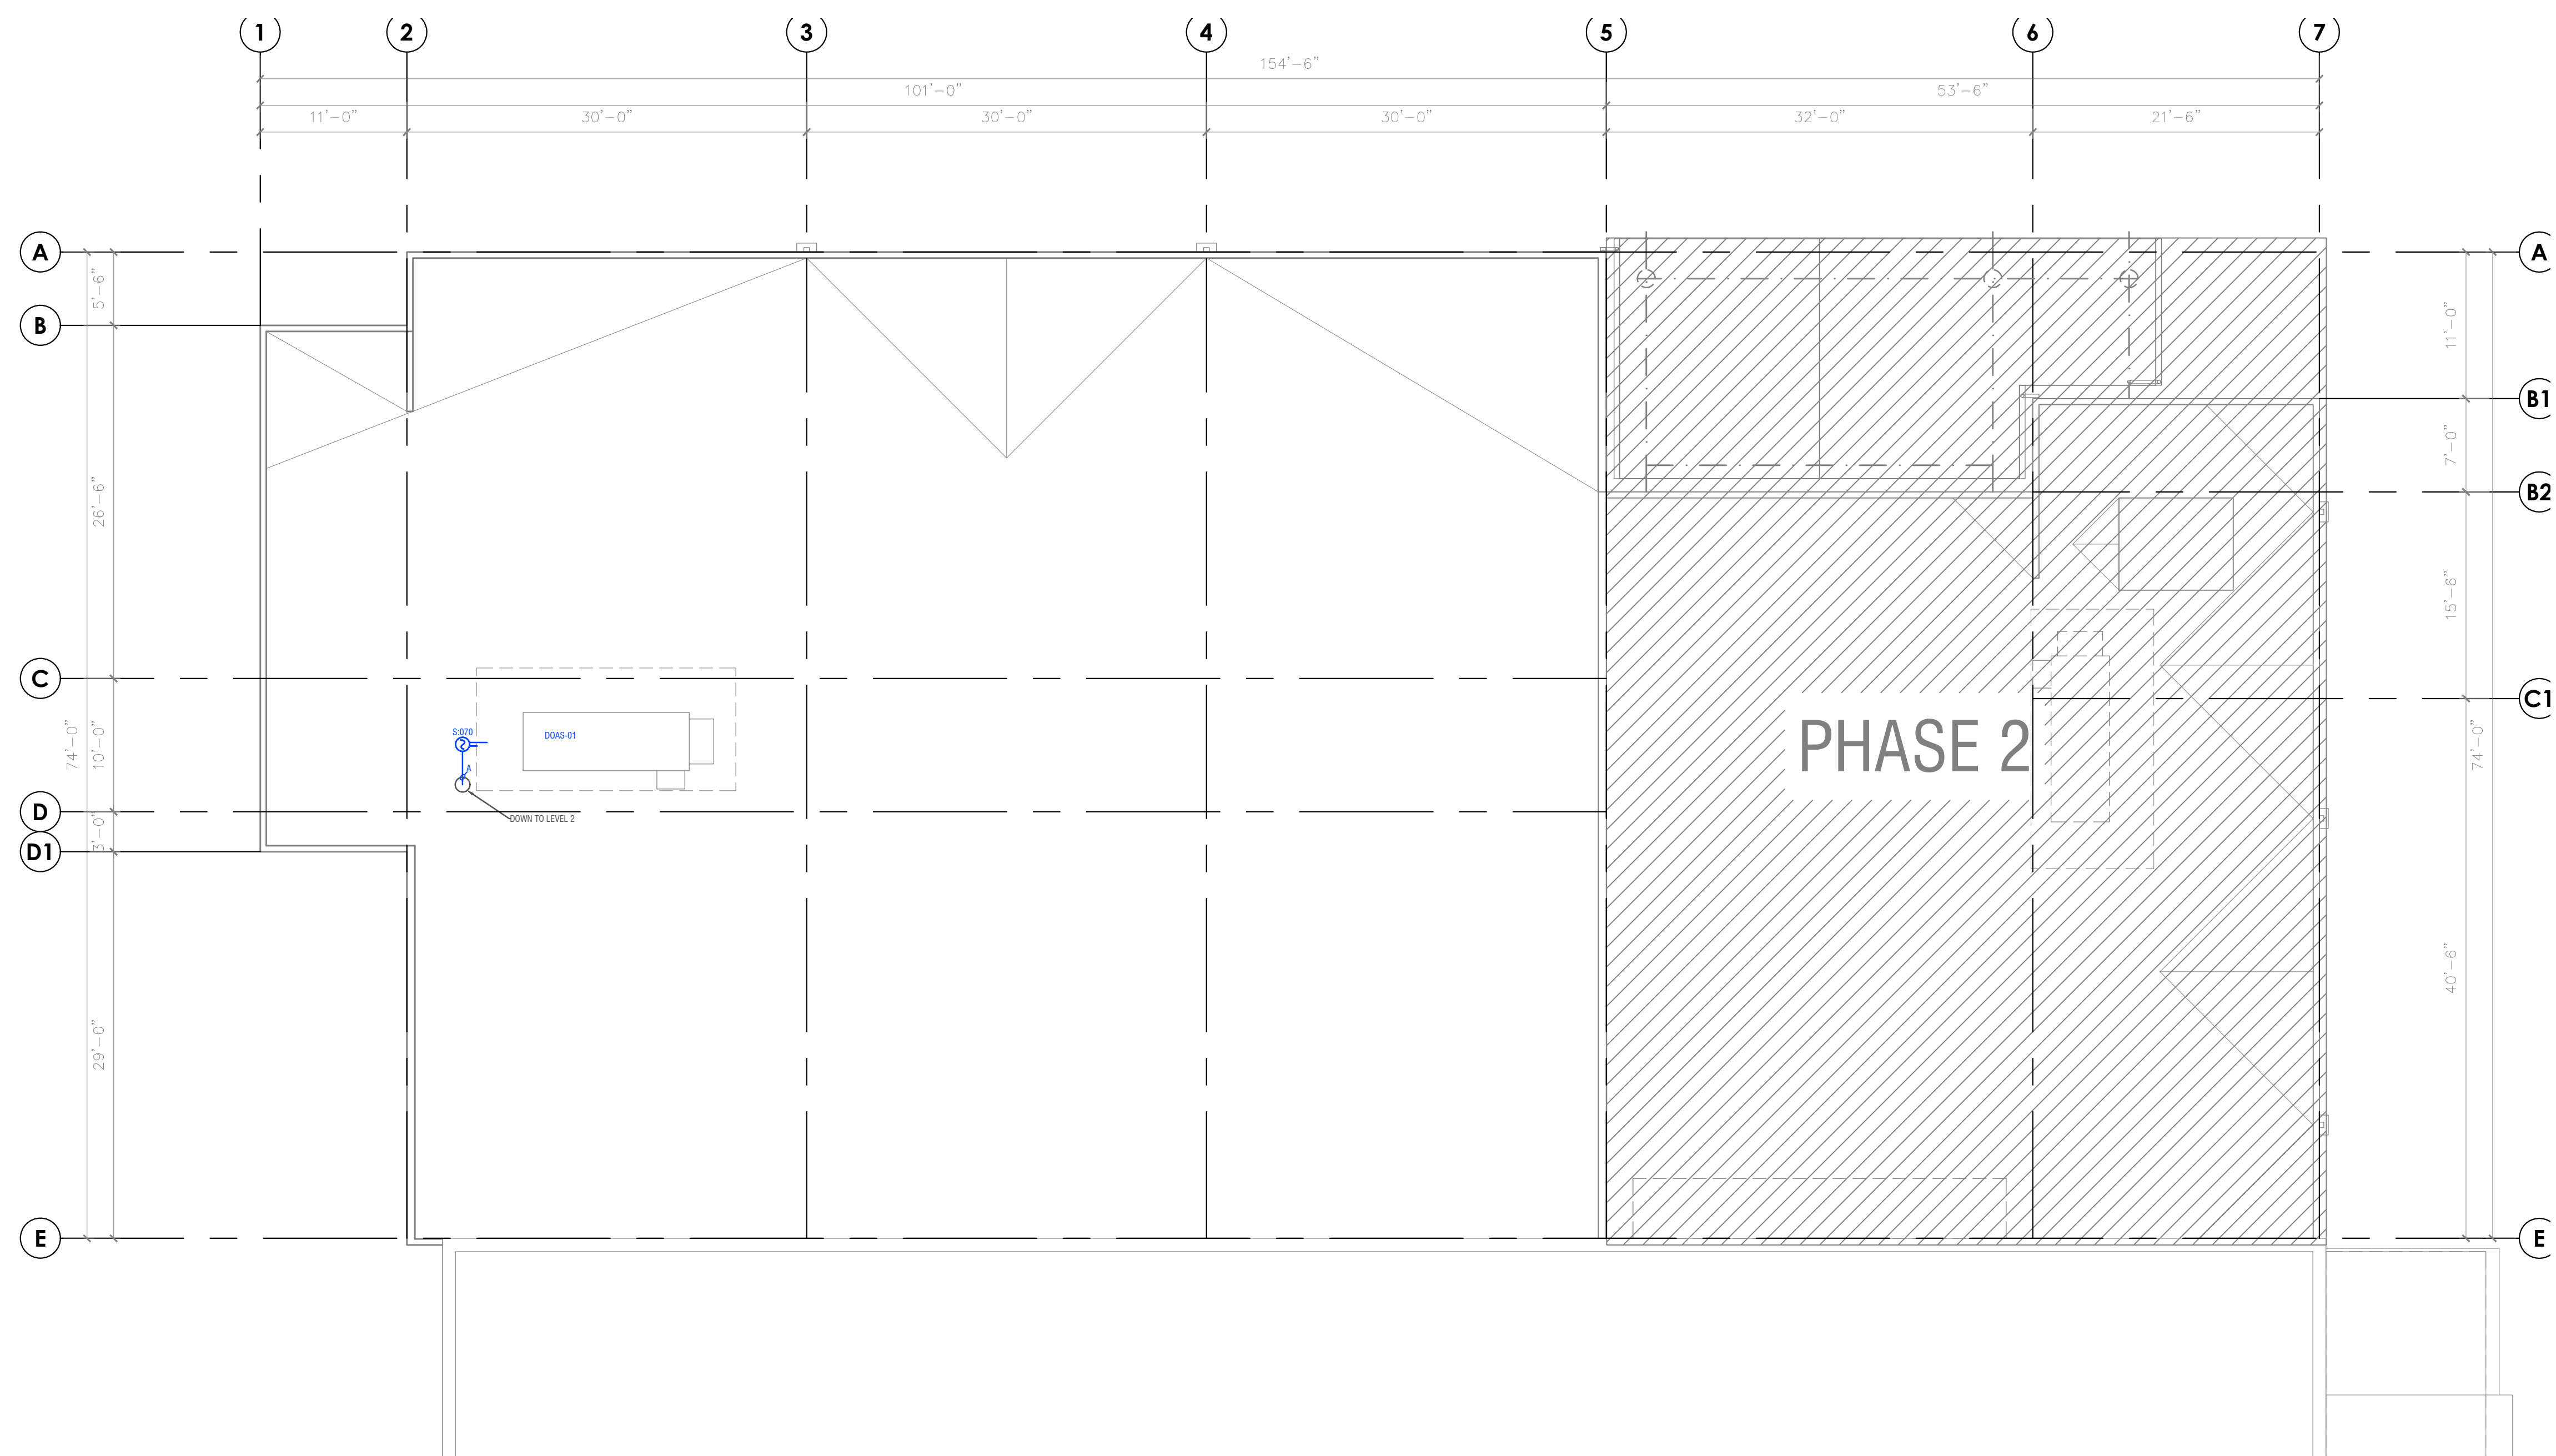 1 2 3 4 5 6 7
154'-6"
101'-0" 53'-6"
11'-0" 30'-0" 30'-0" 30'-0" 32'-0" 21'-6"
A A
5'-6"
B
11'-0"
B1
7'-0"
B2
26'-6"
15'-6"
C
C1
S:070
DOAS-01
PHASE 2
74'-0" 10'-0"
74'-0"
A
D
DOWN TO LEVEL 2
3'-0"
D1
40'-6"
29'-0"
E E